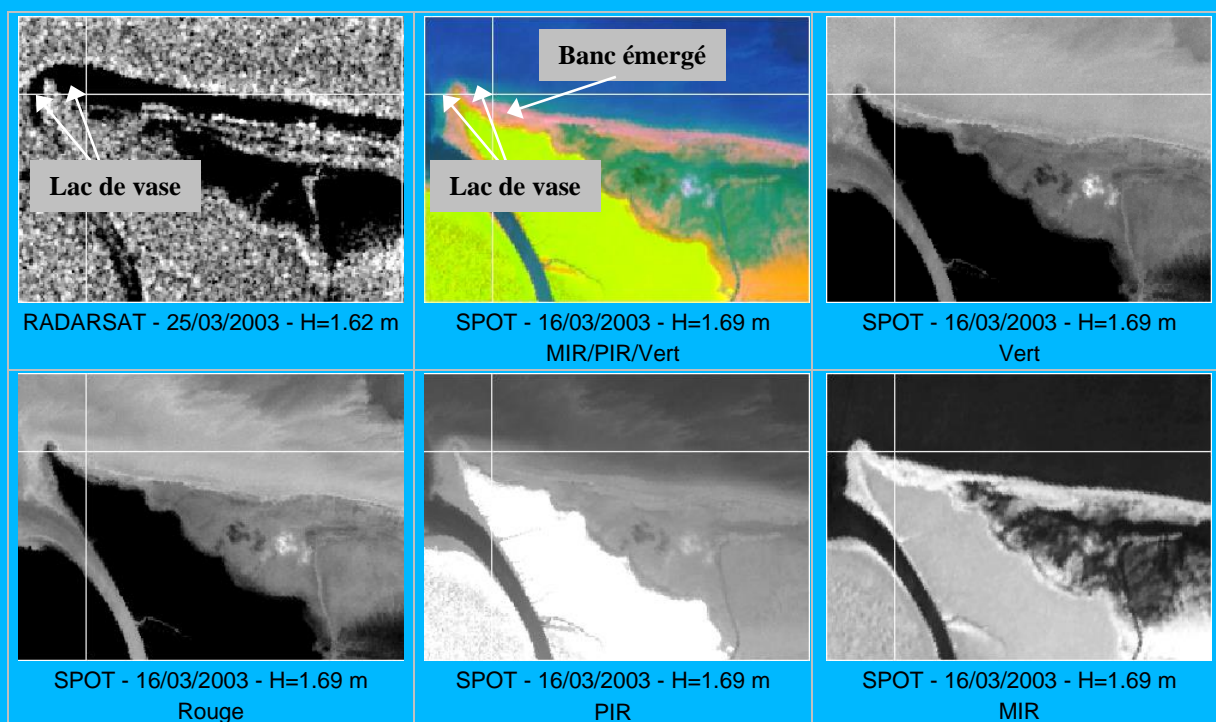 Lac de vase
RADARSAT - 25/03/2003 - H=1.62 m
Banc émergé
Lac de vase
SPOT - 16/03/2003 - H=1.69 m
MIR/PIR/Vert
SPOT - 16/03/2003 - H=1.69 m
Vert
SPOT - 16/03/2003 - H=1.69 m
Rouge
SPOT - 16/03/2003 - H=1.69 m
PIR
SPOT - 16/03/2003 - H=1.69 m
MIR